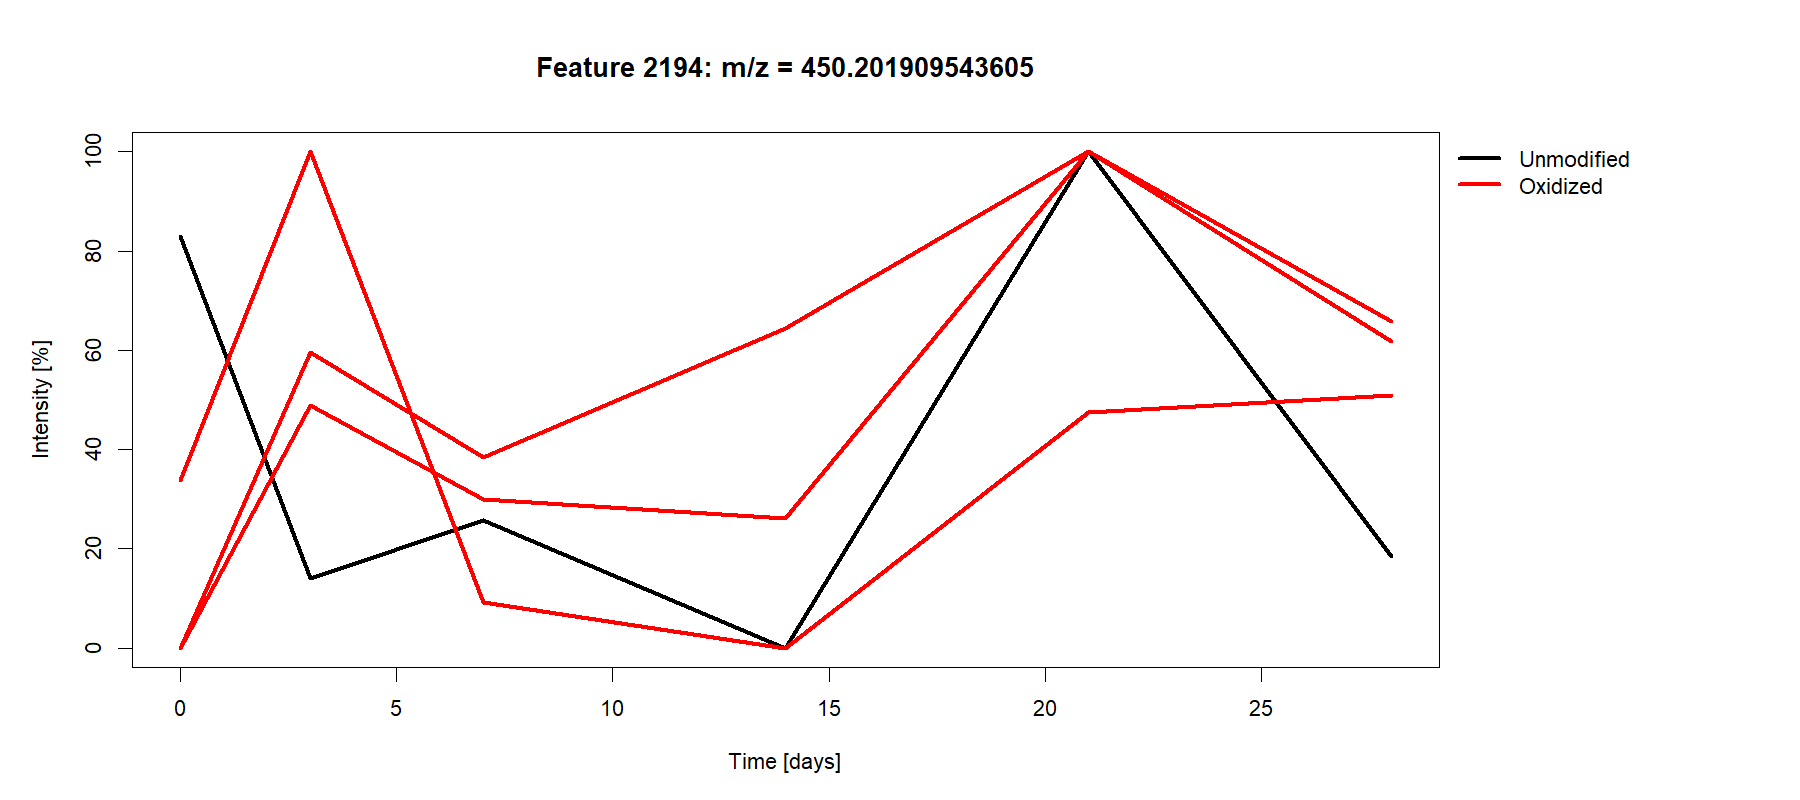 Feature 2194: m/z = 450.201909543605
Unmodified
Oxidized
Intensity [%]
100
80
60
40
20
0
0 5 10 15 20 25
Time [days]